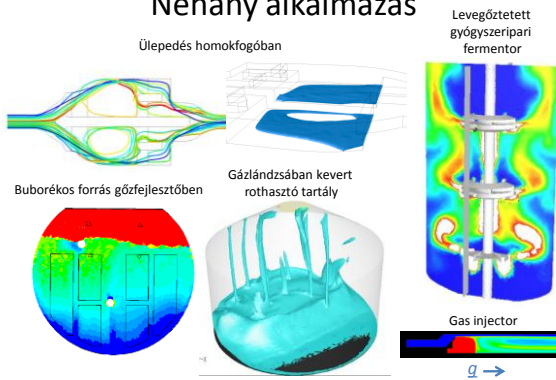 Néhány alkalmazás
Ülepedés homokfogóban
Levegőztetett
gyógyszeripari
fermentor
Buborékos forrás gőzfejlesztőben
Gázlándzsában kevert
rothasztó tartály
Gas injector
g →